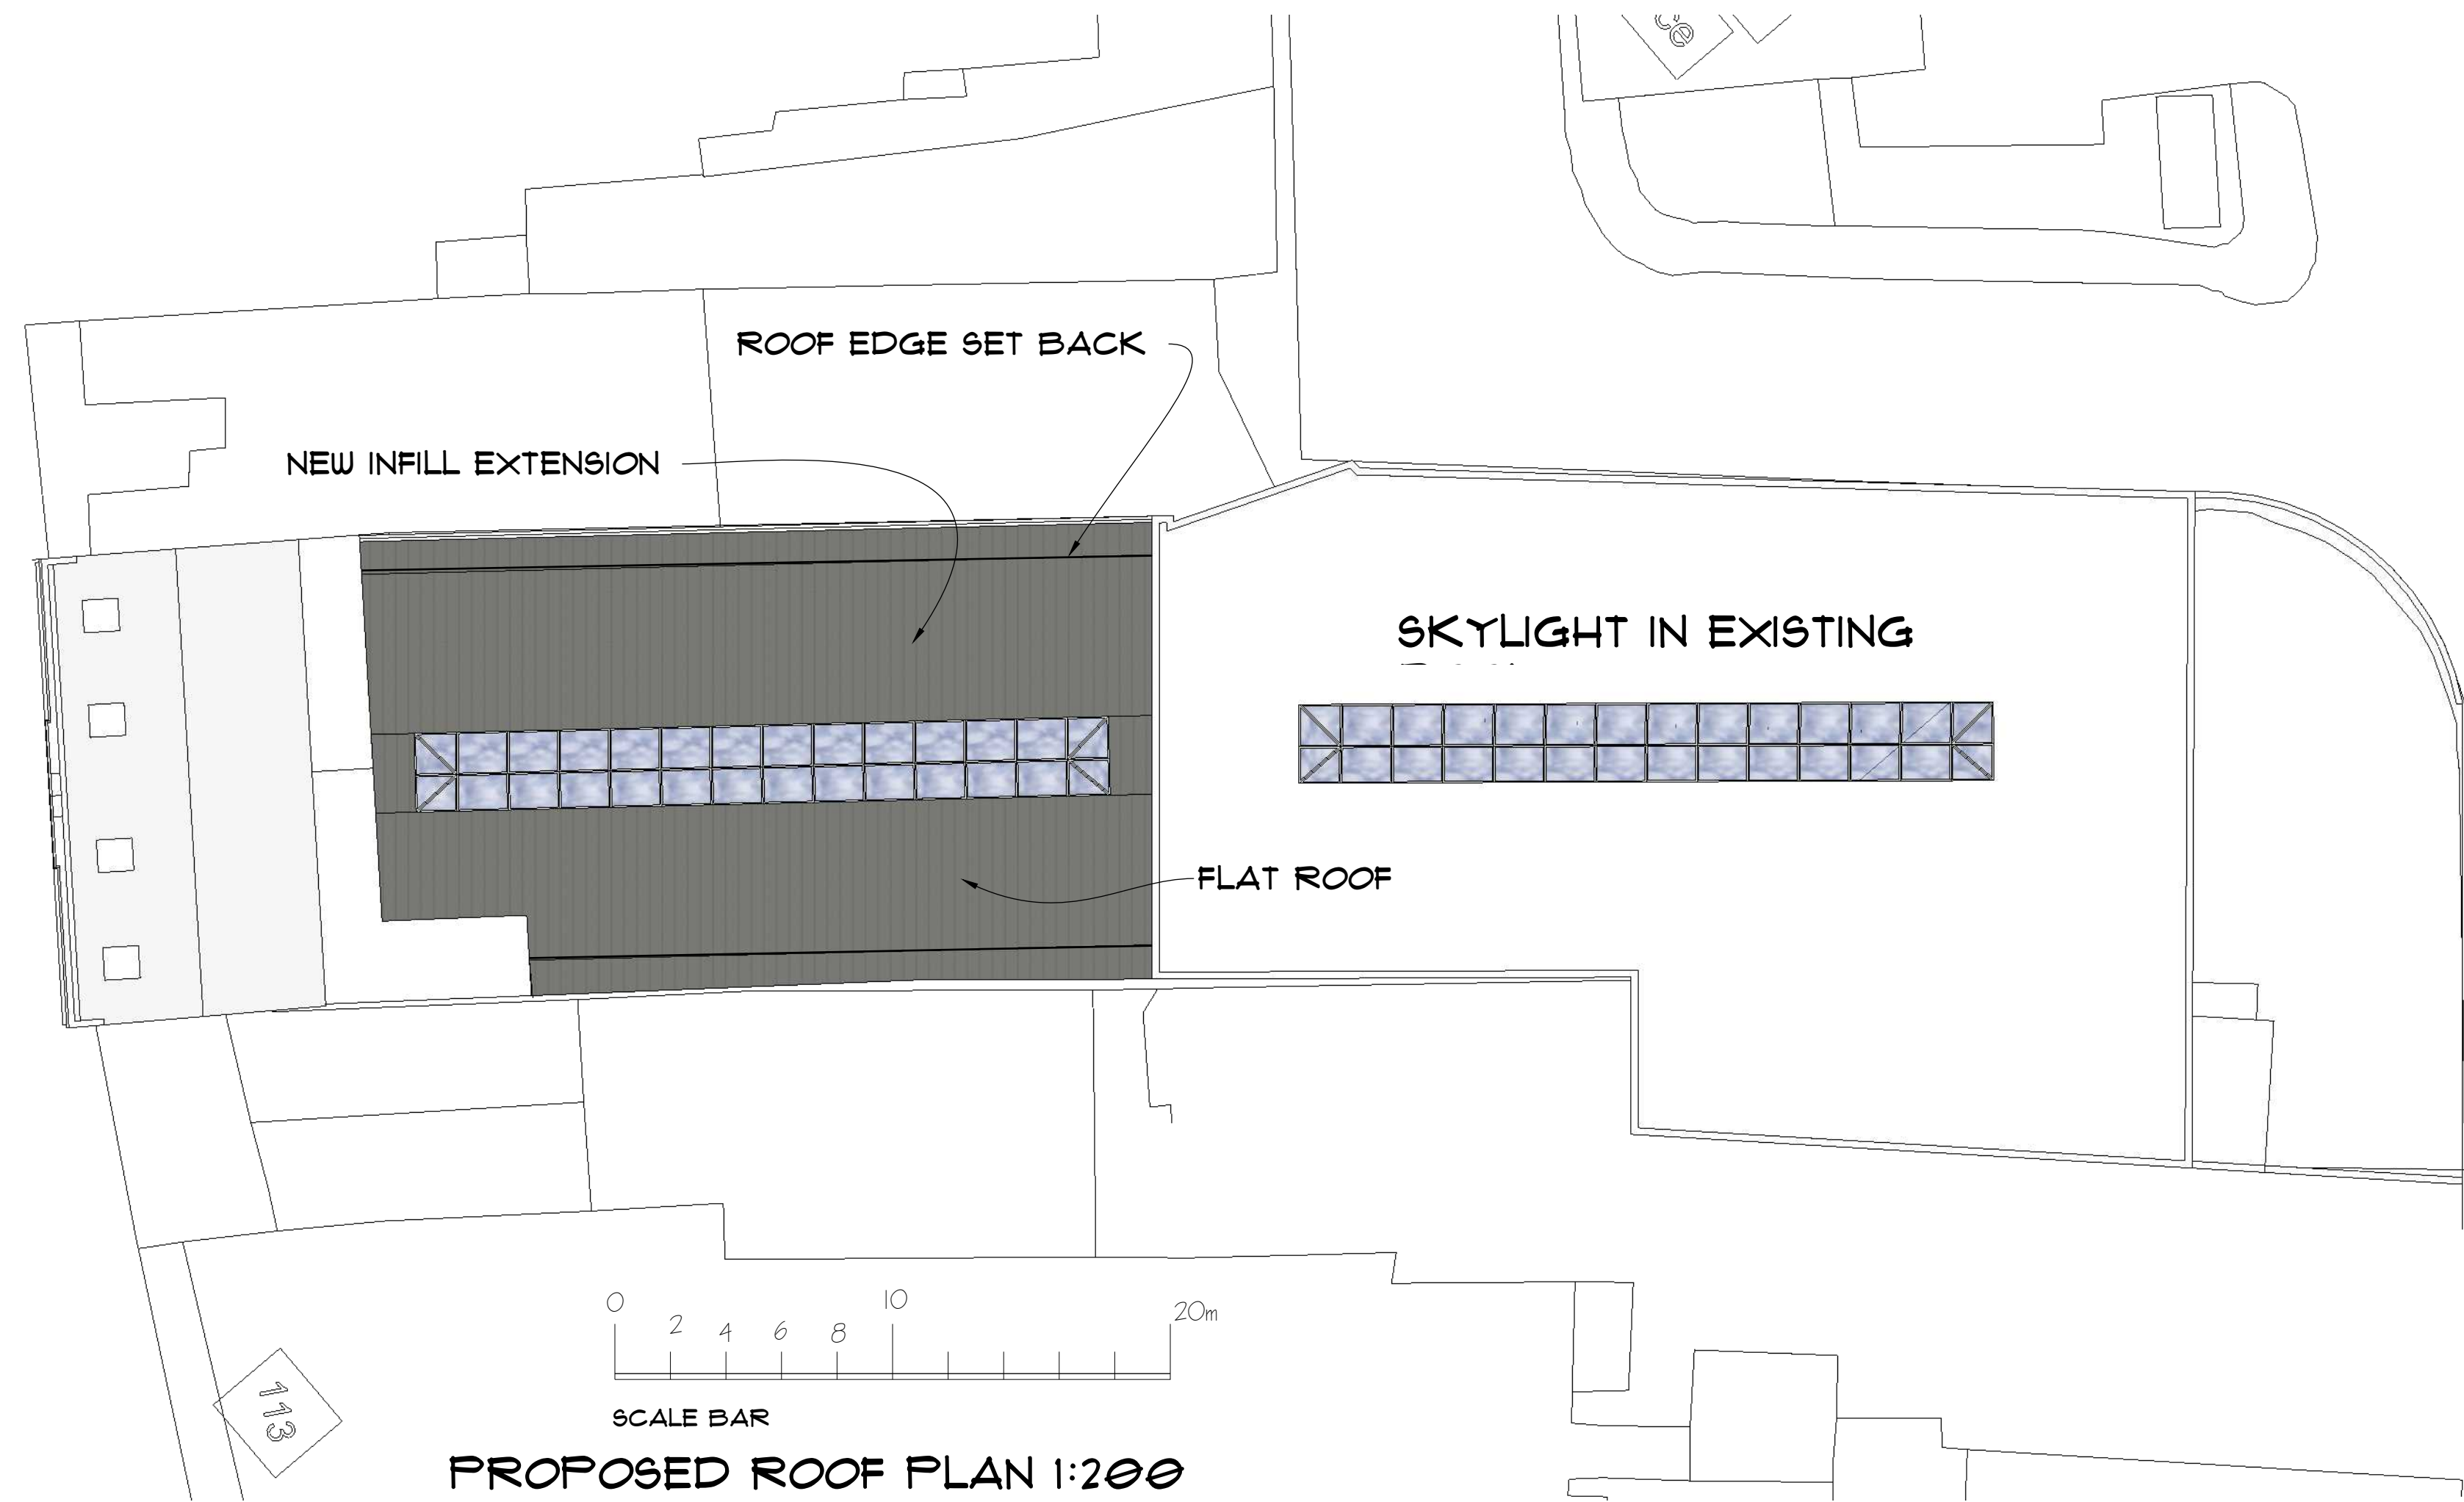 ROOF EDGE SET BACK
NEW INFILL EXTENSION
SKYLIGHT IN EXISTING
FLAT ROOF
0 2 4 6 8 10 20m
SCALE BAR
PROPOSED ROOF PLAN 1:200
113